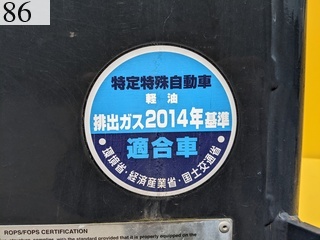 86
特定特殊自動車
軽油
排出ガス2014年基準
適合車
・環境省・経済産業省・国土交通省・
ROPS/FOPS CERTIFICATION